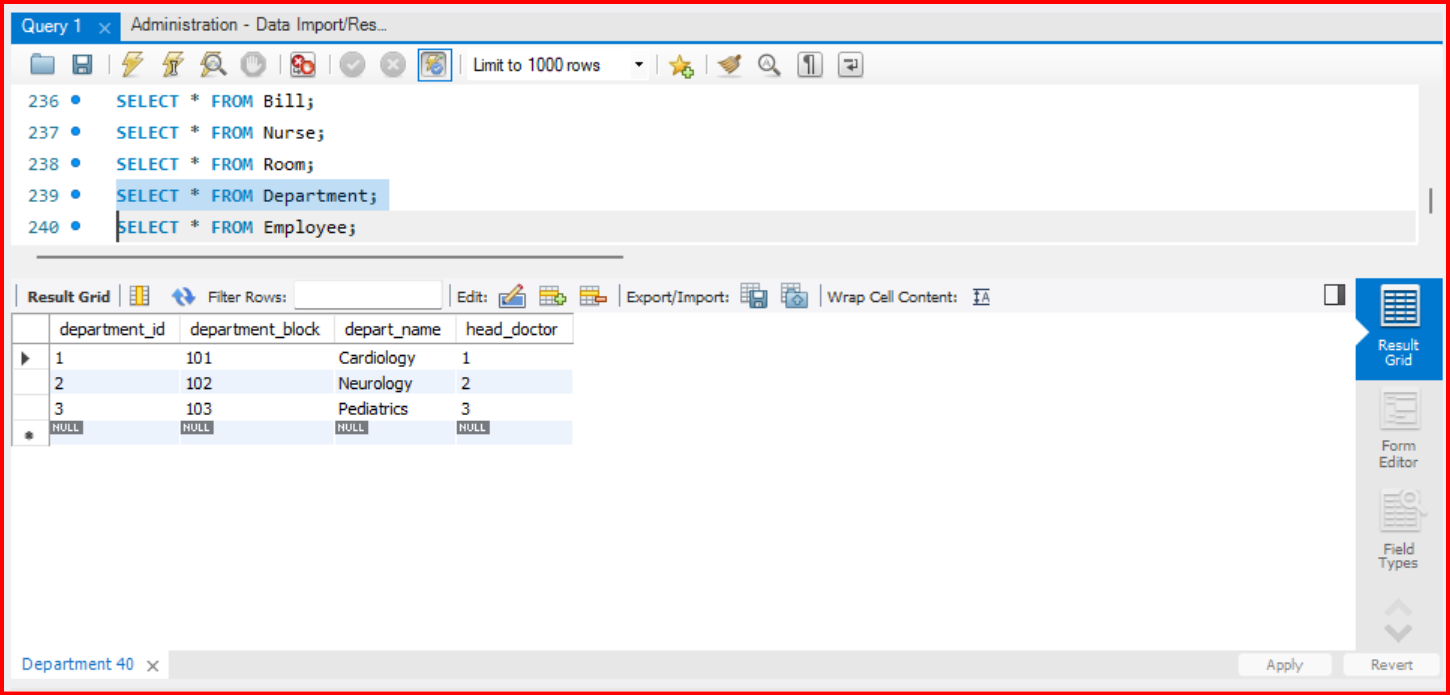 Query 1 Administration - Data Import/Res...
Limit to 1000 rows
236 SELECT * FROM Bill;
237 SELECT * FROM Nurse;
238 SELECT * FROM Room;
239 SELECT * FROM Department;
240 SELECT * FROM Employee;
Result Grid Filter Rows: Edit: Export/Import: Wrap Cell Content: IA
department_id department_block depart_name head_doctor
1 101 Cardiology 1
2 102 Neurology 2
3 103 Pediatrics 3
NULL NULL NULL NULL
Result
Grid
Form
Editor
Field
Types
Department 40 Apply Revert